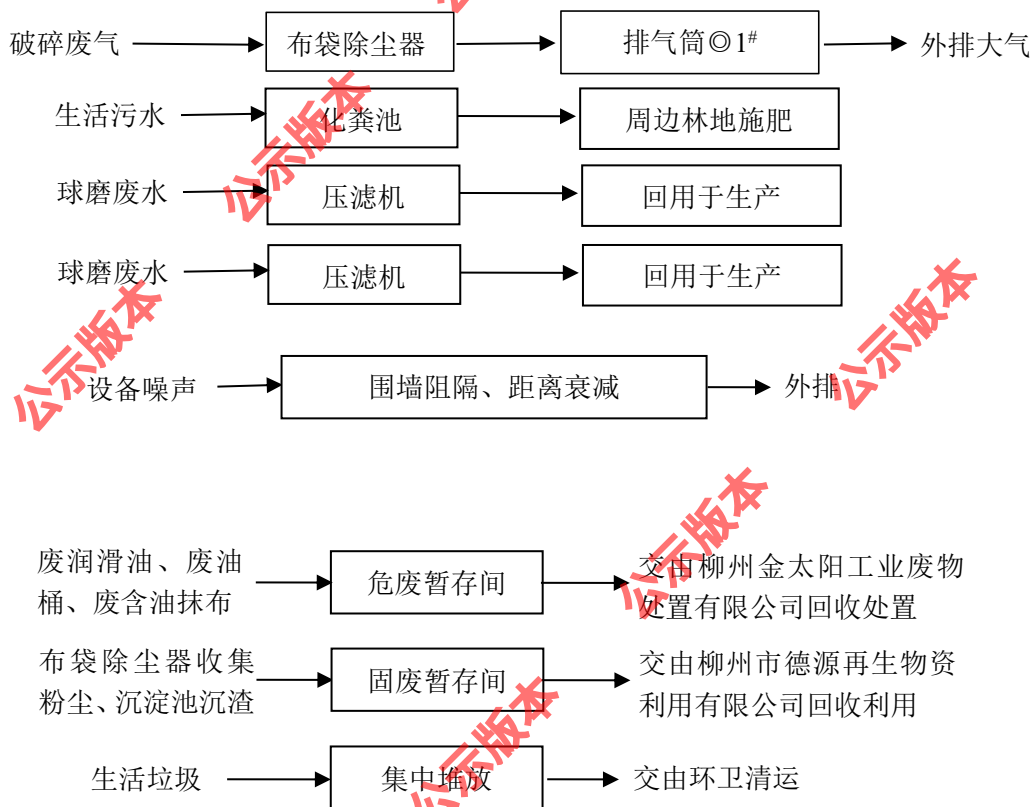 公示版本
破碎废气 布袋除尘器 排气筒◎1# 外排大气
生活污水 化粪池 周边林地施肥
公示版本
球磨废水 压滤机 回用于生产
球磨废水 压滤机 回用于生产
公示版本
公示版本
设备噪声 围墙阻隔、距离衰减 外排
公示版本
废润滑油、废油
桶、废含油抹布
危废暂存间
交由柳州金太阳工业废物
处置有限公司回收处置
布袋除尘器收集
粉尘、沉淀池沉渣
固废暂存间
交由柳州市德源再生物资
利用有限公司回收利用
公示版本
生活垃圾 集中堆放 交由环卫清运